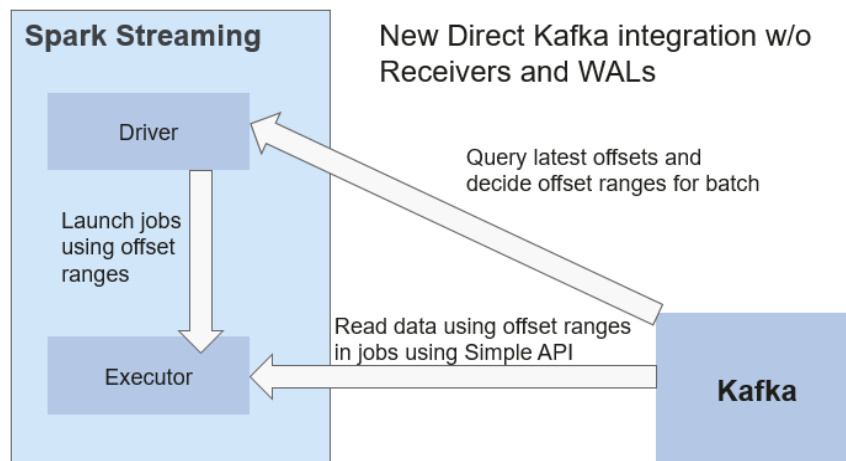 Spark Streaming
New Direct Kafka integration w/o
Receivers and WALs
Driver
Query latest offsets and
decide offset ranges for batch
Launch jobs
using offset
ranges
Read data using offset ranges
in jobs using Simple API
Executor
Kafka